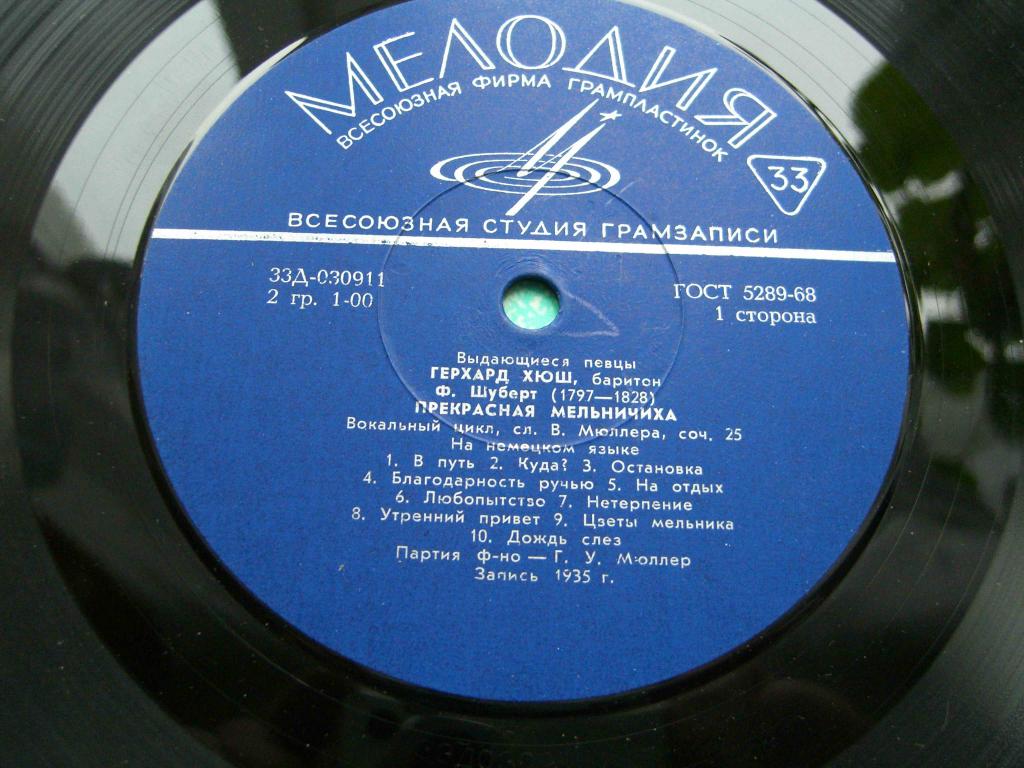 МЕЛОДИЯ
ВСЕСОЮЗНАЯ ФИРМА ГРАМПЛАСТИНОК
33
ВСЕСОЮЗНАЯ СТУДИЯ ГРАМЗАПИСИ
33Д-030911
2 гр. 1-00
ГОСТ 5289-68
1 сторона
Выдающиеся певцы
ГЕРХАРД ХЮШ, баритон
Ф. Шуберт (1797—1828)
ПРЕКРАСНАЯ МЕЛЬНИЧИХА
Вокальный цикл, сл. В. Мюллера, соч. 25
На немецком языке
1. В путь 2. Куда? 3. Остановка
4. Благодарность ручью 5. На отдых
6. Любопытство 7. Нетерпение
8. Утренний привет 9. Цветы мельника
10. Дождь слез
Партия ф-но — Г. У. Мюллер
Запись 1935 г.